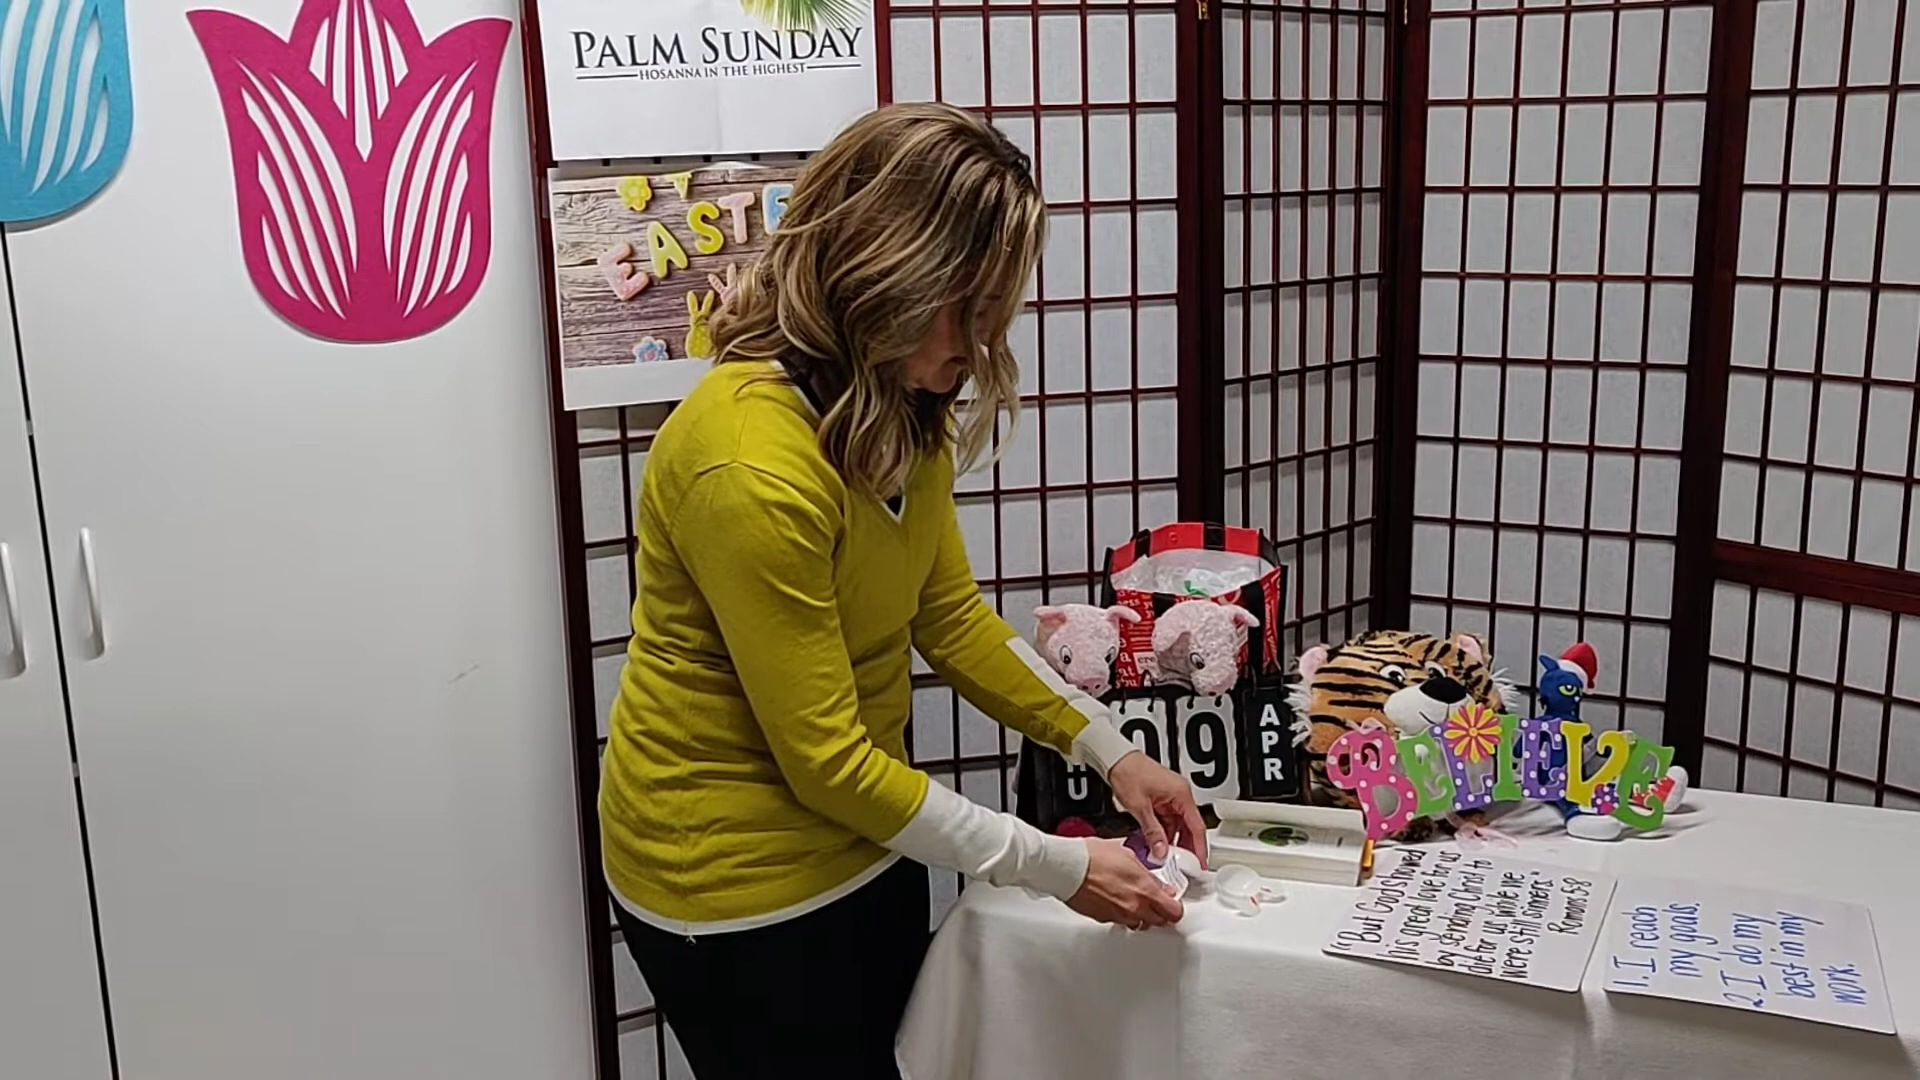 PALM SUNDAY
HOSANNA IN THE HIGHEST
EASTE
09
APR
U
BELIEVE
"But God showed
his great love for us
by sending Christ to
die for us while we
were still sinners."
Romans 5:8
1. I reach
my goals.
2. I do my
best in my
work.